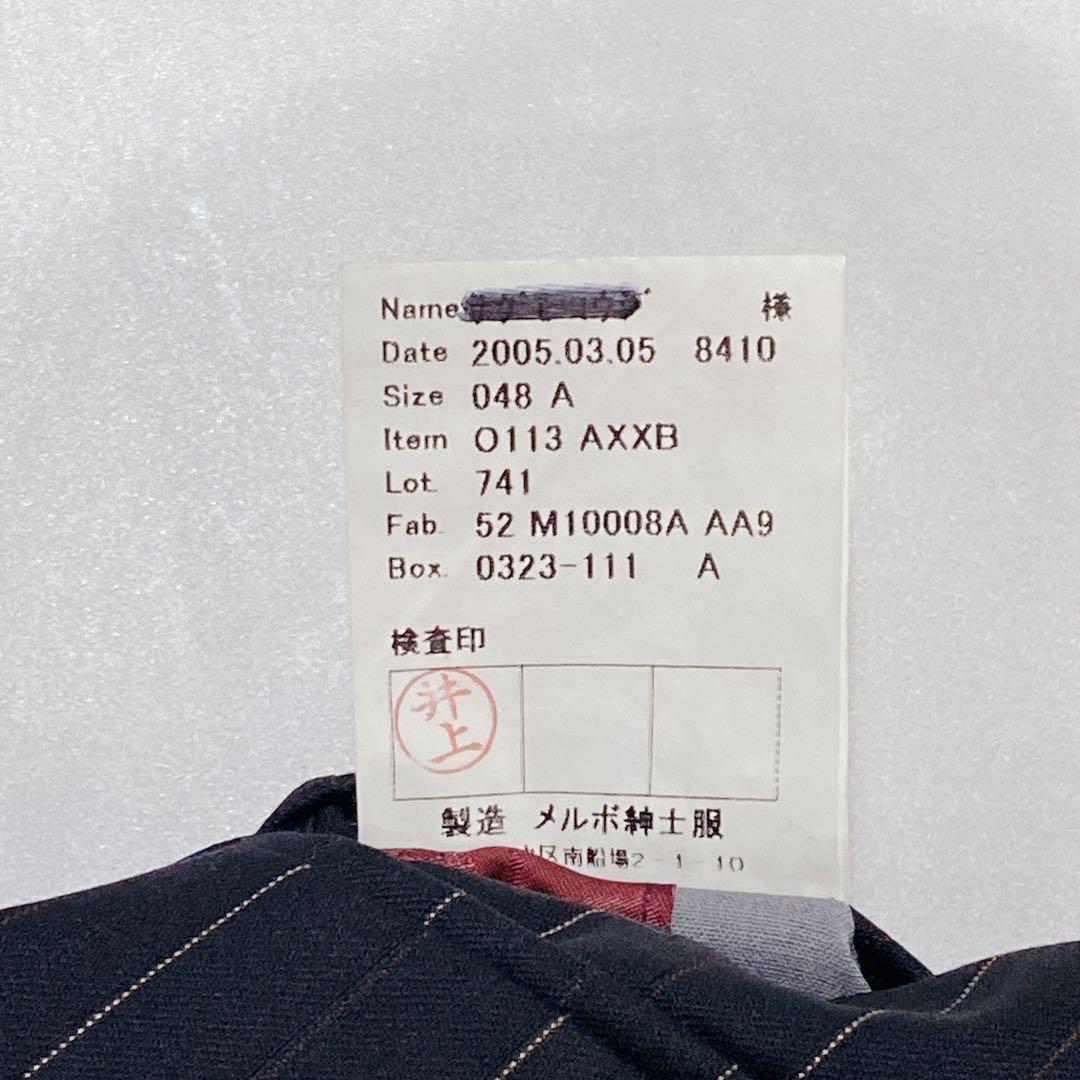 Name 様
Date 2005.03.05 8410
Size 048 A
Item O113 AXXB
Lot. 741
Fab. 52 M10008A AA9
Box. 0323-111 A
検査印
井上
製造 メルボ紳士服
区南船場2-1-10